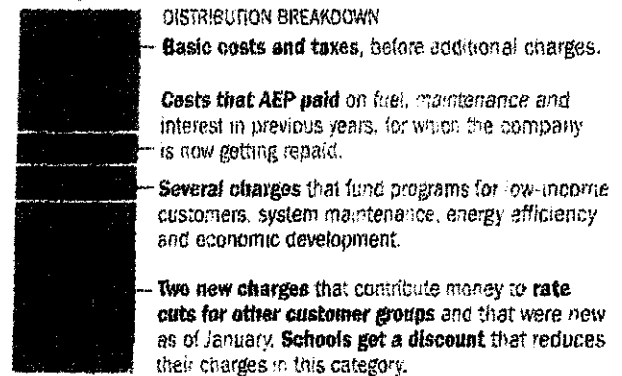 DISTRIBUTION BREAKDOWN
Basic costs and taxes, before additional charges.
Costs that AEP paid on fuel, maintenance and
interest in previous years, for which the company
is now getting repaid.
Several charges that fund programs for low-income
customers, system maintenance, energy efficiency
and economic development.
Two new charges that contribute money to rate
cuts for other customer groups and that were new
as of January. Schools get a discount that reduces
their charges in this category.